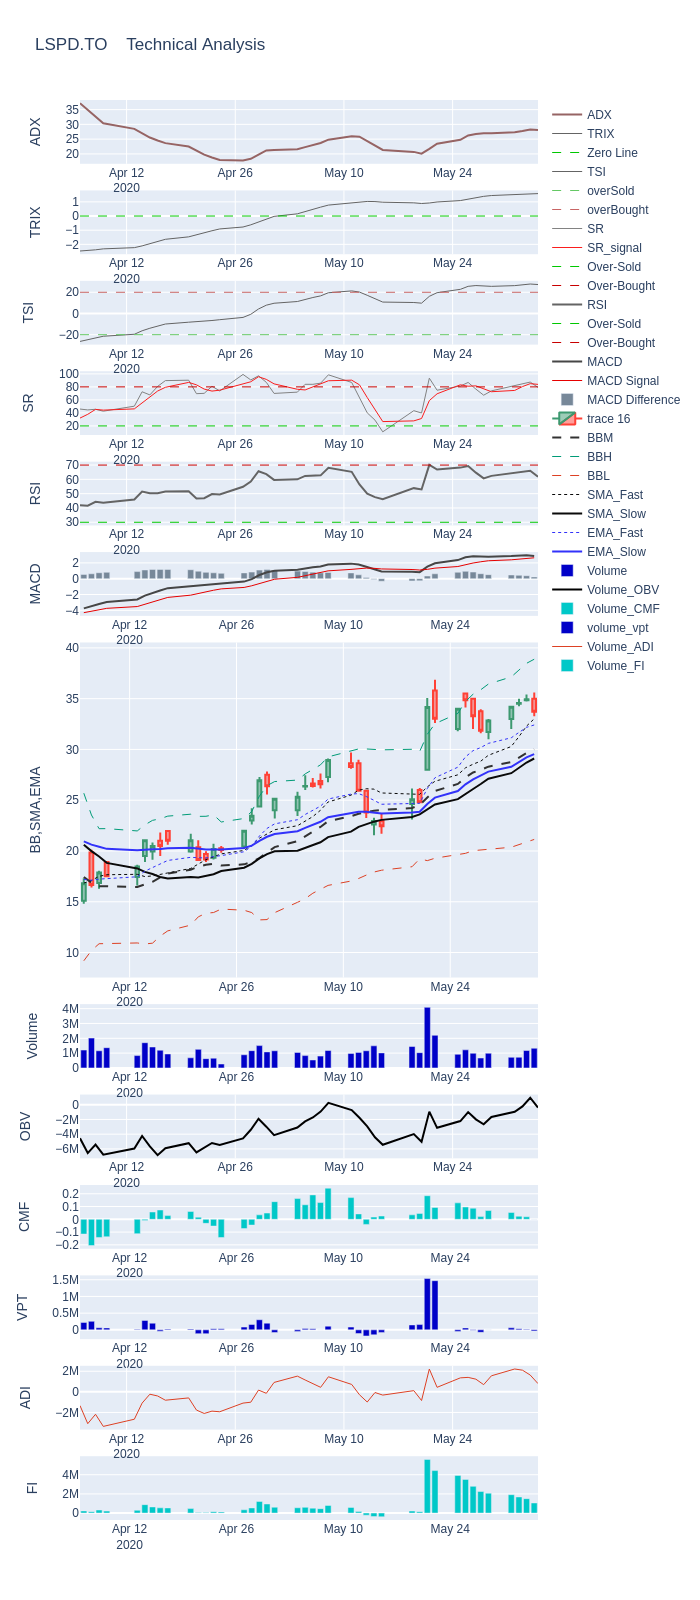 LSPD.TO    Technical Analysis
ADX
35
30
25
20
Apr 12
2020
Apr 26
May 10
May 24
TRIX
1
0
−1
−2
Apr 12
2020
Apr 26
May 10
May 24
TSI
20
0
−20
Apr 12
2020
Apr 26
May 10
May 24
SR
100
80
60
40
20
Apr 12
2020
Apr 26
May 10
May 24
RSI
70
60
50
40
30
Apr 12
2020
Apr 26
May 10
May 24
MACD
2
0
−2
−4
Apr 12
2020
Apr 26
May 10
May 24
BB,SMA,EMA
40
35
30
25
20
15
10
Apr 12
2020
Apr 26
May 10
May 24
Volume
4M
3M
2M
1M
0
Apr 12
2020
Apr 26
May 10
May 24
OBV
0
−2M
−4M
−6M
Apr 12
2020
Apr 26
May 10
May 24
CMF
0.2
0.1
0
−0.1
−0.2
Apr 12
2020
Apr 26
May 10
May 24
VPT
1.5M
1M
0.5M
0
Apr 12
2020
Apr 26
May 10
May 24
ADI
2M
0
−2M
Apr 12
2020
Apr 26
May 10
May 24
FI
4M
2M
0
Apr 12
2020
Apr 26
May 10
May 24
ADX
TRIX
Zero Line
TSI
overSold
overBought
SR
SR_signal
Over-Sold
Over-Bought
RSI
Over-Sold
Over-Bought
MACD
MACD Signal
MACD Difference
trace 16
BBM
BBH
BBL
SMA_Fast
SMA_Slow
EMA_Fast
EMA_Slow
Volume
Volume_OBV
Volume_CMF
volume_vpt
Volume_ADI
Volume_FI